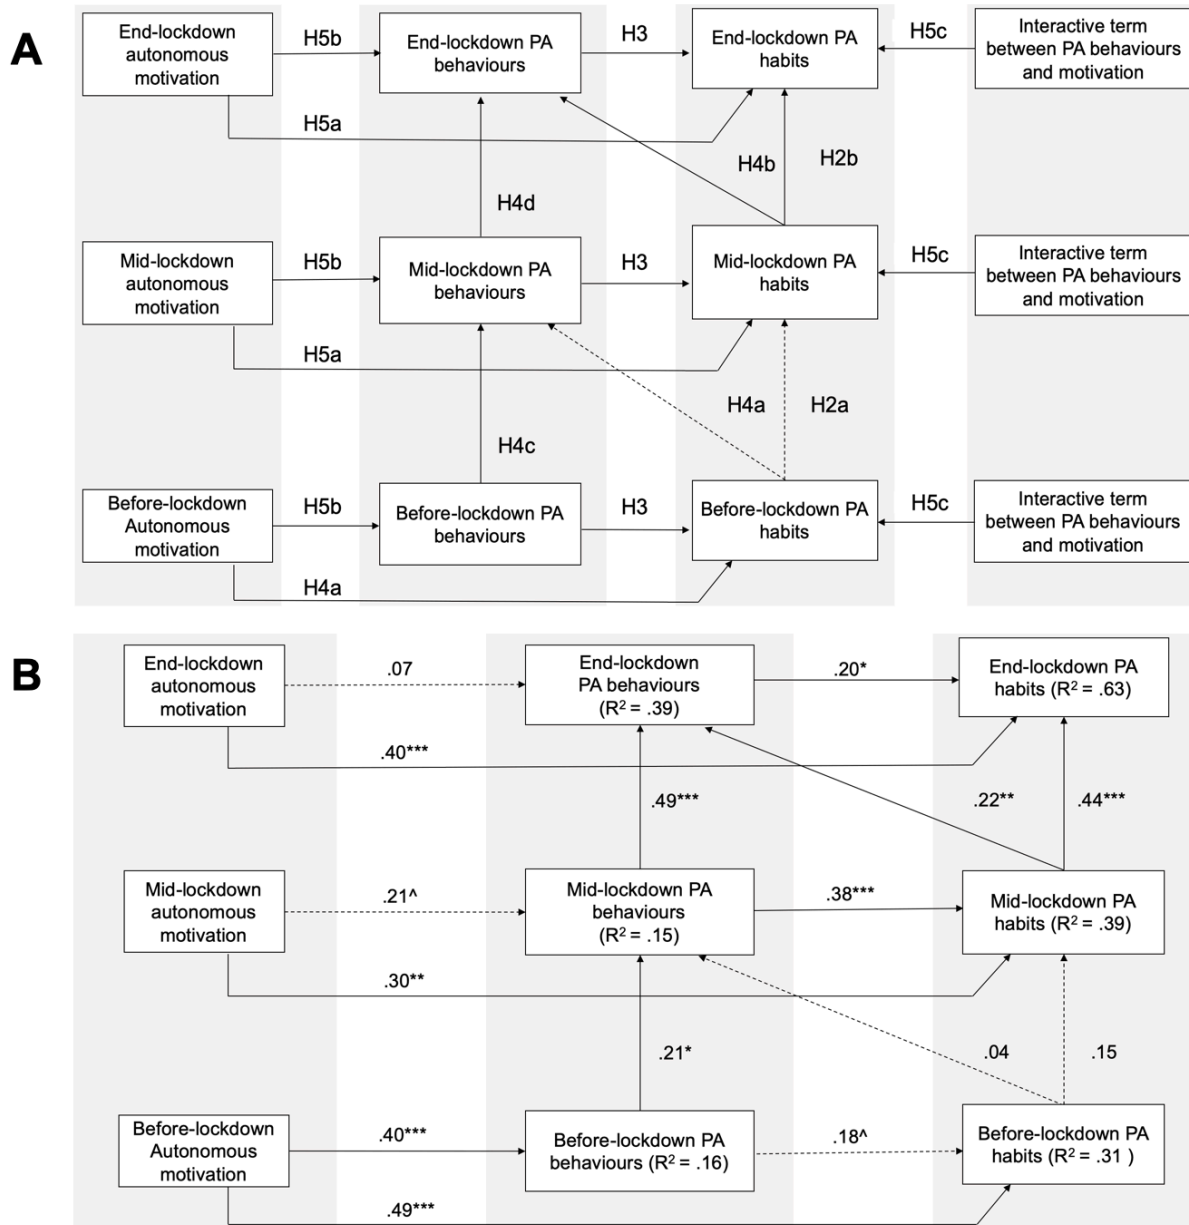 A
End-lockdown
autonomous
motivation
H5b
End-lockdown PA
behaviours
H3
End-lockdown PA
habits
H5c
Interactive term
between PA behaviours
and motivation
H5a
H4d
H4b
H2b
Mid-lockdown
autonomous
motivation
H5b
Mid-lockdown PA
behaviours
H3
Mid-lockdown PA
habits
H5c
Interactive term
between PA behaviours
and motivation
H5a
H4c
H4a
H2a
Before-lockdown
Autonomous
motivation
H5b
Before-lockdown PA
behaviours
H3
Before-lockdown PA
habits
H5c
Interactive term
between PA behaviours
and motivation
H4a
B
End-lockdown
autonomous
motivation
.07
End-lockdown
PA behaviours
(R² = .39)
.20*
End-lockdown PA
habits (R² = .63)
.40***
.49***
.22**
.44***
Mid-lockdown
autonomous
motivation
.21^
Mid-lockdown PA
behaviours
(R² = .15)
.38***
Mid-lockdown PA
habits (R² = .39)
.30**
.21*
.04
.15
Before-lockdown
Autonomous
motivation
.40***
Before-lockdown PA
behaviours (R² = .16)
.18^
Before-lockdown PA
habits (R² = .31 )
.49***